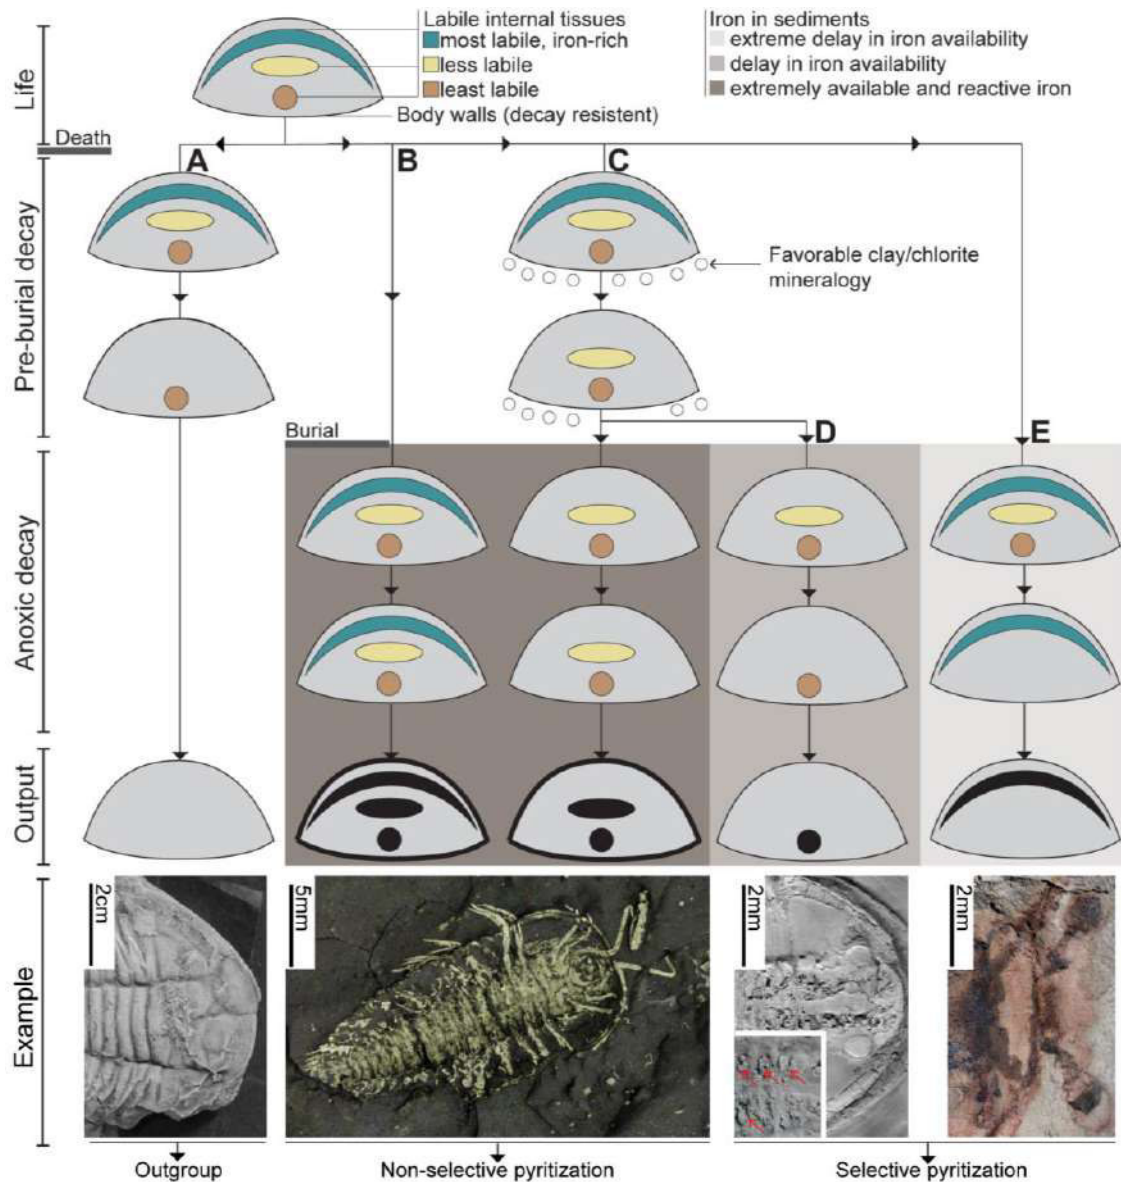 Labile internal tissues
most labile, iron-rich
less labile
least labile
Body walls (decay resistent)
Iron in sediments
extreme delay in iron availability
delay in iron availability
extremely available and reactive iron
Life
Death
A
B
C
Pre-burial decay
Favorable clay/chlorite
mineralogy
Burial
D
E
Anoxic decay
Output
Example
2cm
5mm
2mm
2mm
Outgroup
Non-selective pyritization
Selective pyritization